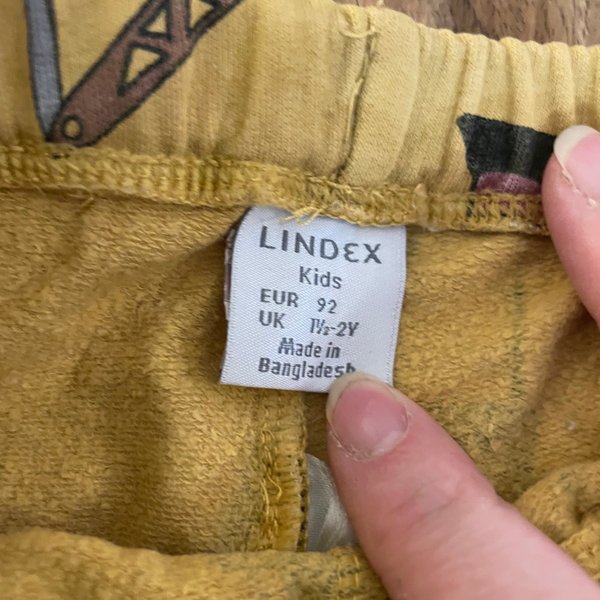 LINDEX
Kids
EUR 92
UK 1½-2Y
Made in
Bangladesh